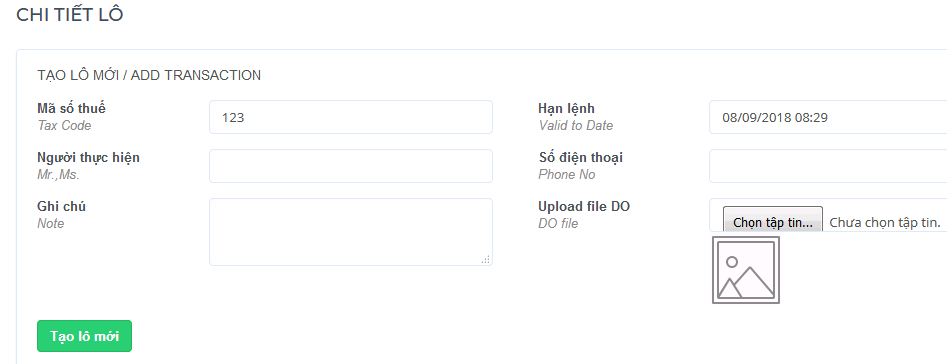 CHI TIẾT LÔ
TẠO LÔ MỚI / ADD TRANSACTION
Mã số thuế
Tax Code
123
Hạn lệnh
Valid to Date
08/09/2018 08:29
Người thực hiện
Mr.,Ms.
Số điện thoại
Phone No
Ghi chú
Note
Upload file DO
DO file
Chọn tập tin... Chưa chọn tập tin.
Tạo lô mới